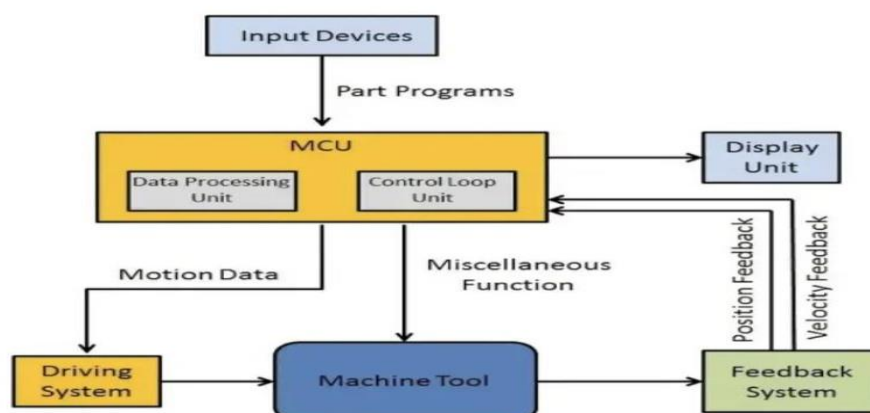 Input Devices
Part Programs
MCU
Data Processing
Unit
Control Loop
Unit
Display
Unit
Motion Data
Miscellaneous
Function
Position Feedback
Velocity Feedback
Driving
System
Machine Tool
Feedback
System